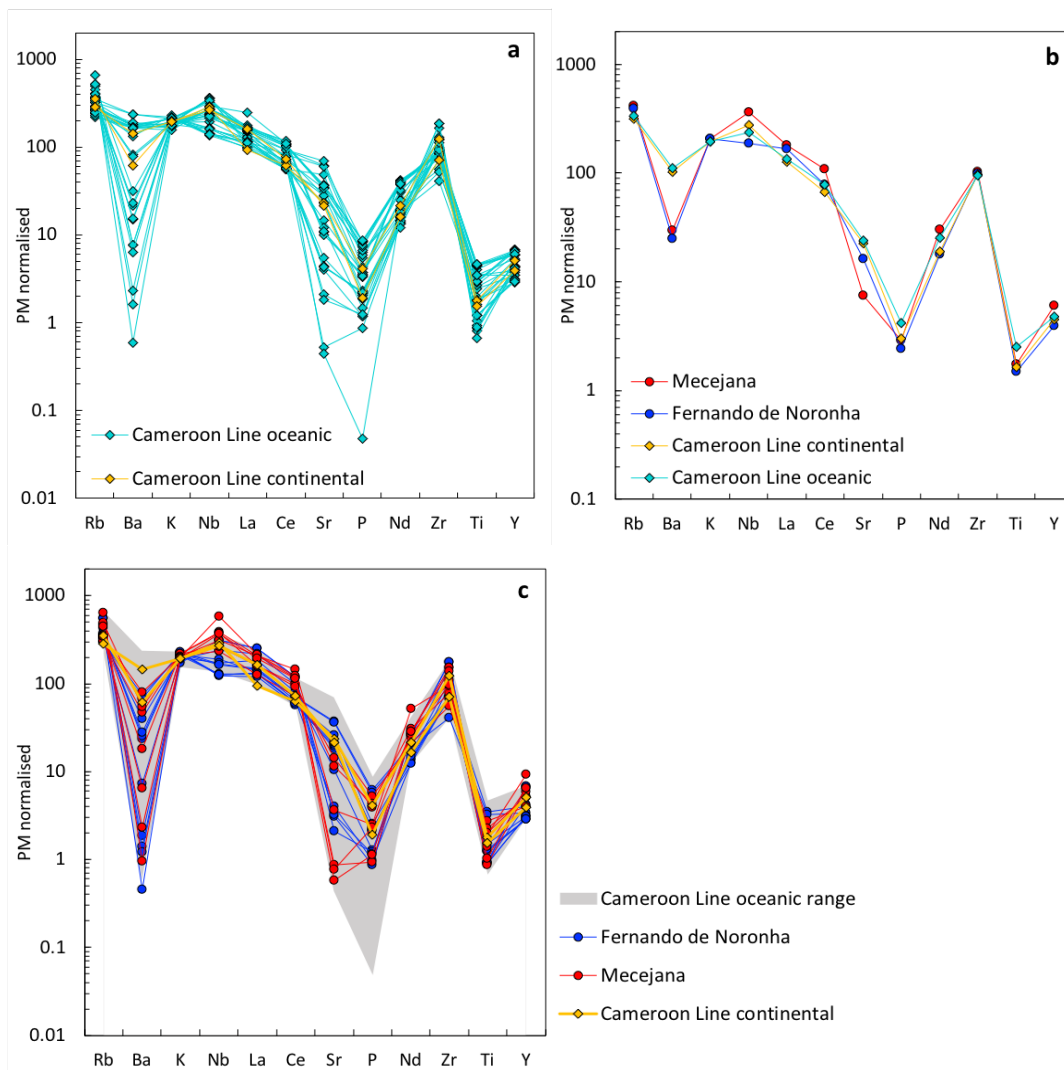 a
1000
100
10
1
0.1
0.01
PM normalised
Cameroon Line oceanic
Cameroon Line continental
Rb Ba K Nb La Ce Sr P Nd Zr Ti Y
b
1000
100
10
1
0.1
PM normalised
Mecejana
Fernando de Noronha
Cameroon Line continental
Cameroon Line oceanic
Rb Ba K Nb La Ce Sr P Nd Zr Ti Y
c
1000
100
10
1
0.1
0.01
PM normalised
Rb Ba K Nb La Ce Sr P Nd Zr Ti Y
Cameroon Line oceanic range
Fernando de Noronha
Mecejana
Cameroon Line continental